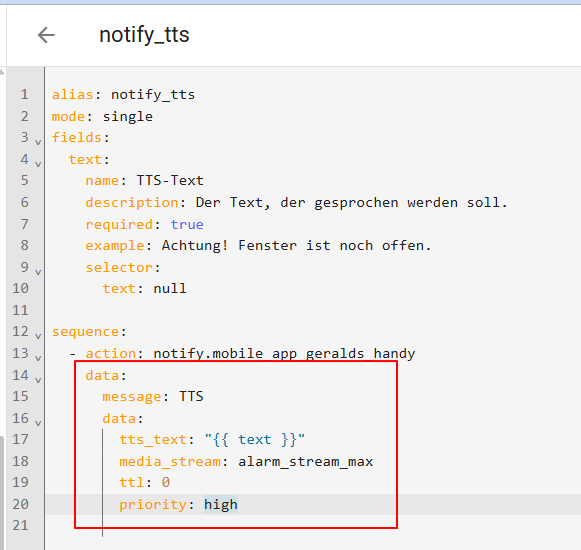 notify_tts
1 alias: notify_tts
2 mode: single
3 fields:
4 text:
5 name: TTS-Text
6 description: Der Text, der gesprochen werden soll.
7 required: true
8 example: Achtung! Fenster ist noch offen.
9 selector:
10 text: null
11
12 sequence:
13 - action: notify.mobile_app_geralds_handy
14 data:
15 message: TTS
16 data:
17 tts_text: "{{ text }}"
18 media_stream: alarm_stream_max
19 ttl: 0
20 priority: high
21